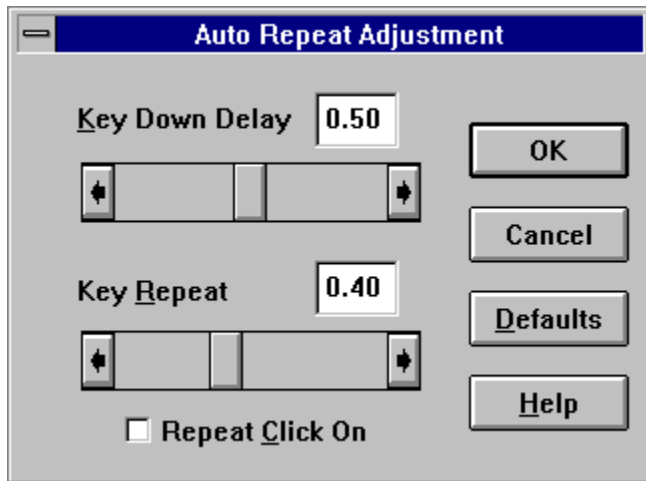 Auto Repeat Adjustment
Key Down Delay 0.50
OK
Cancel
Key Repeat 0.40
Defaults
Help
Repeat Click On